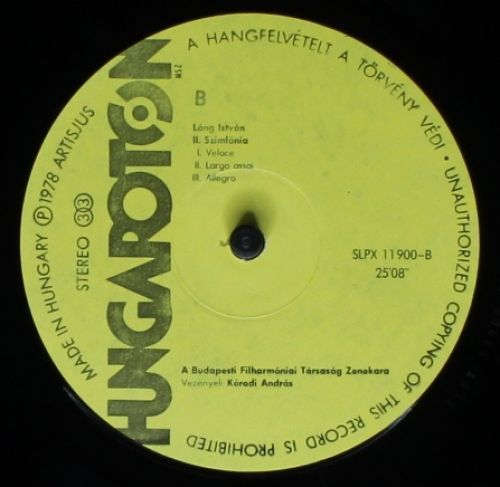 A HANGFELVÉTELT A TÖRVÉNY VÉDI · UNAUTHORIZED COPYING OF THIS RECORD IS PROHIBITED
MADE IN HUNGARY Ⓟ 1978 ARTISJUS
STEREO 33
HUNGAROTON
MSZ
B
Láng István
II. Szimfónia
I. Veloce
II. Largo assai
III. Allegro
SLPX 11900-B
25'08"
A Budapesti Filharmóniai Társaság Zenekara
Vezényel: Kórodi András